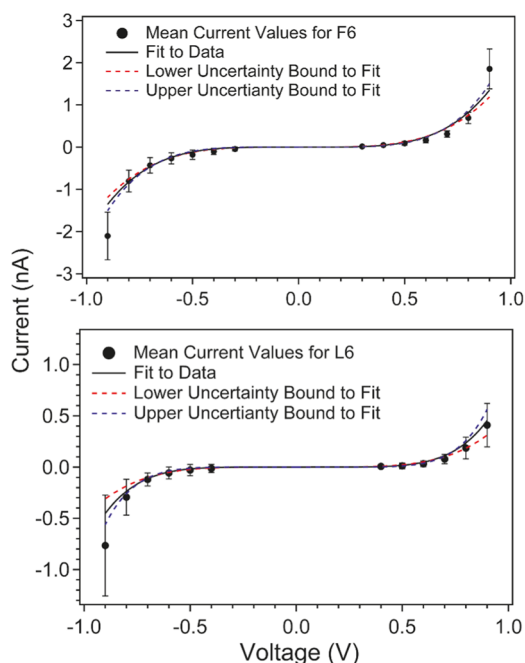 3
2
1
0
-1
-2
-3
Mean Current Values for F6
Fit to Data
Lower Uncertainty Bound to Fit
Upper Uncertianty Bound to Fit
-1.0 -0.5 0.0 0.5 1.0
Current (nA)
1.0
0.5
0.0
-0.5
-1.0
Mean Current Values for L6
Fit to Data
Lower Uncertainty Bound to Fit
Upper Uncertianty Bound to Fit
-1.0 -0.5 0.0 0.5 1.0
Voltage (V)